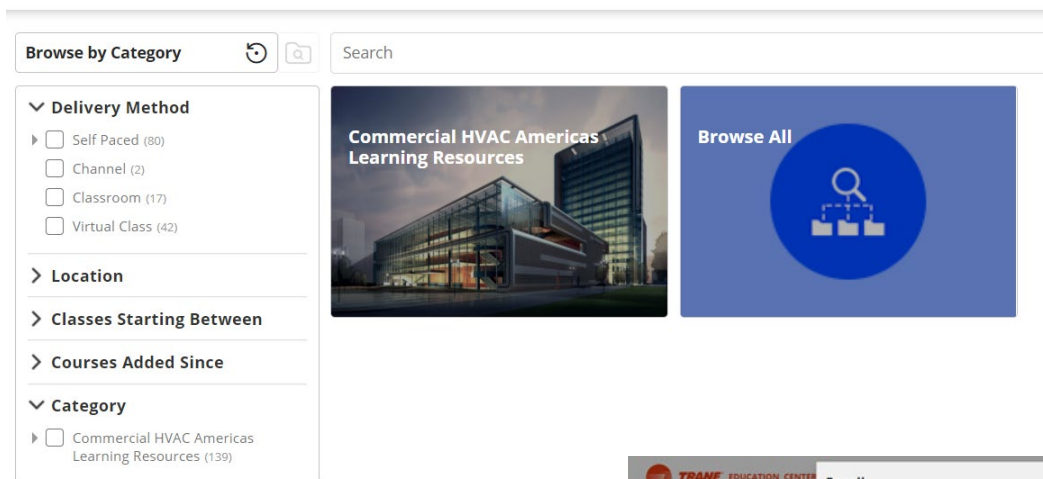 Browse by Category
Search
Delivery Method
Self Paced (80)
Channel (2)
Classroom (17)
Virtual Class (42)
Location
Classes Starting Between
Courses Added Since
Category
Commercial HVAC Americas
Learning Resources (139)
Commercial HVAC Americas
Learning Resources
Browse All
TRANE EDUCATION CENTER